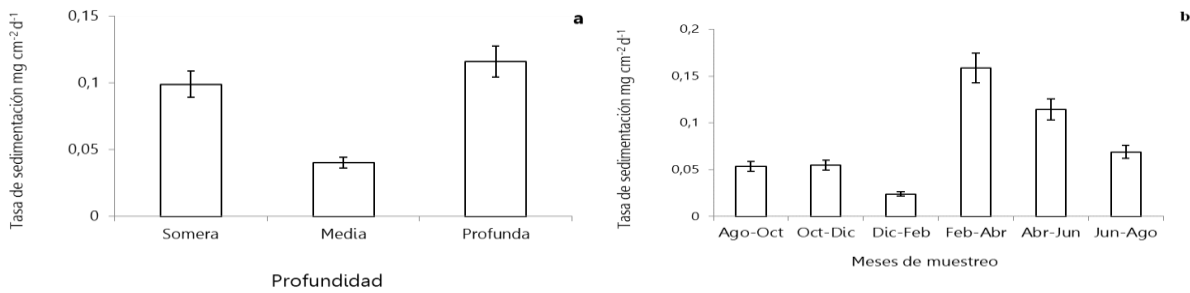 a
Tasa de sedimentación mg cm-2 d-1
0,15
0,1
0,05
0
Somera Media Profunda
Profundidad
b
Tasa de sedimentación mg cm-2 d-1
0,2
0,15
0,1
0,05
0
Ago-Oct Oct-Dic Dic-Feb Feb-Abr Abr-Jun Jun-Ago
Meses de muestreo